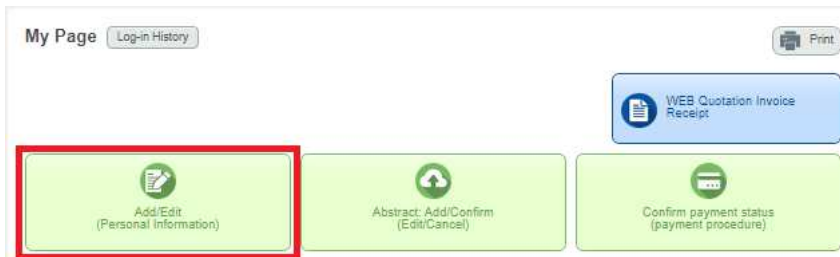 My Page Log-in History
Print
WEB Quotation Invoice
Receipt
Add/Edit
(Personal Information)
Abstract: Add/Confirm
(Edit/Cancel)
Confirm payment status
(payment procedure)